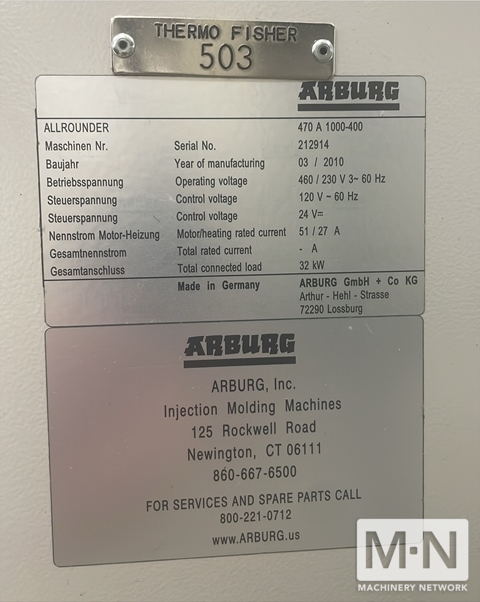 THERMO FISHER
503
ARBURG
ALLROUNDER 470 A 1000-400
Maschinen Nr. Serial No. 212914
Baujahr Year of manufacturing 03 / 2010
Betriebsspannung Operating voltage 460 / 230 V 3~ 60 Hz
Steuerspannung Control voltage 120 V ~ 60 Hz
Steuerspannung Control voltage 24 V=
Nennstrom Motor-Heizung Motor/heating rated current 51 / 27 A
Gesamtnennstrom Total rated current - A
Gesamtanschluss Total connected load 32 kW
Made in Germany ARBURG GmbH + Co KG
Arthur - Hehl - Strasse
72290 Lossburg
ARBURG
ARBURG, Inc.
Injection Molding Machines
125 Rockwell Road
Newington, CT 06111
860-667-6500
FOR SERVICES AND SPARE PARTS CALL
800-221-0712
www.ARBURG.us
M·N
MACHINERY NETWORK